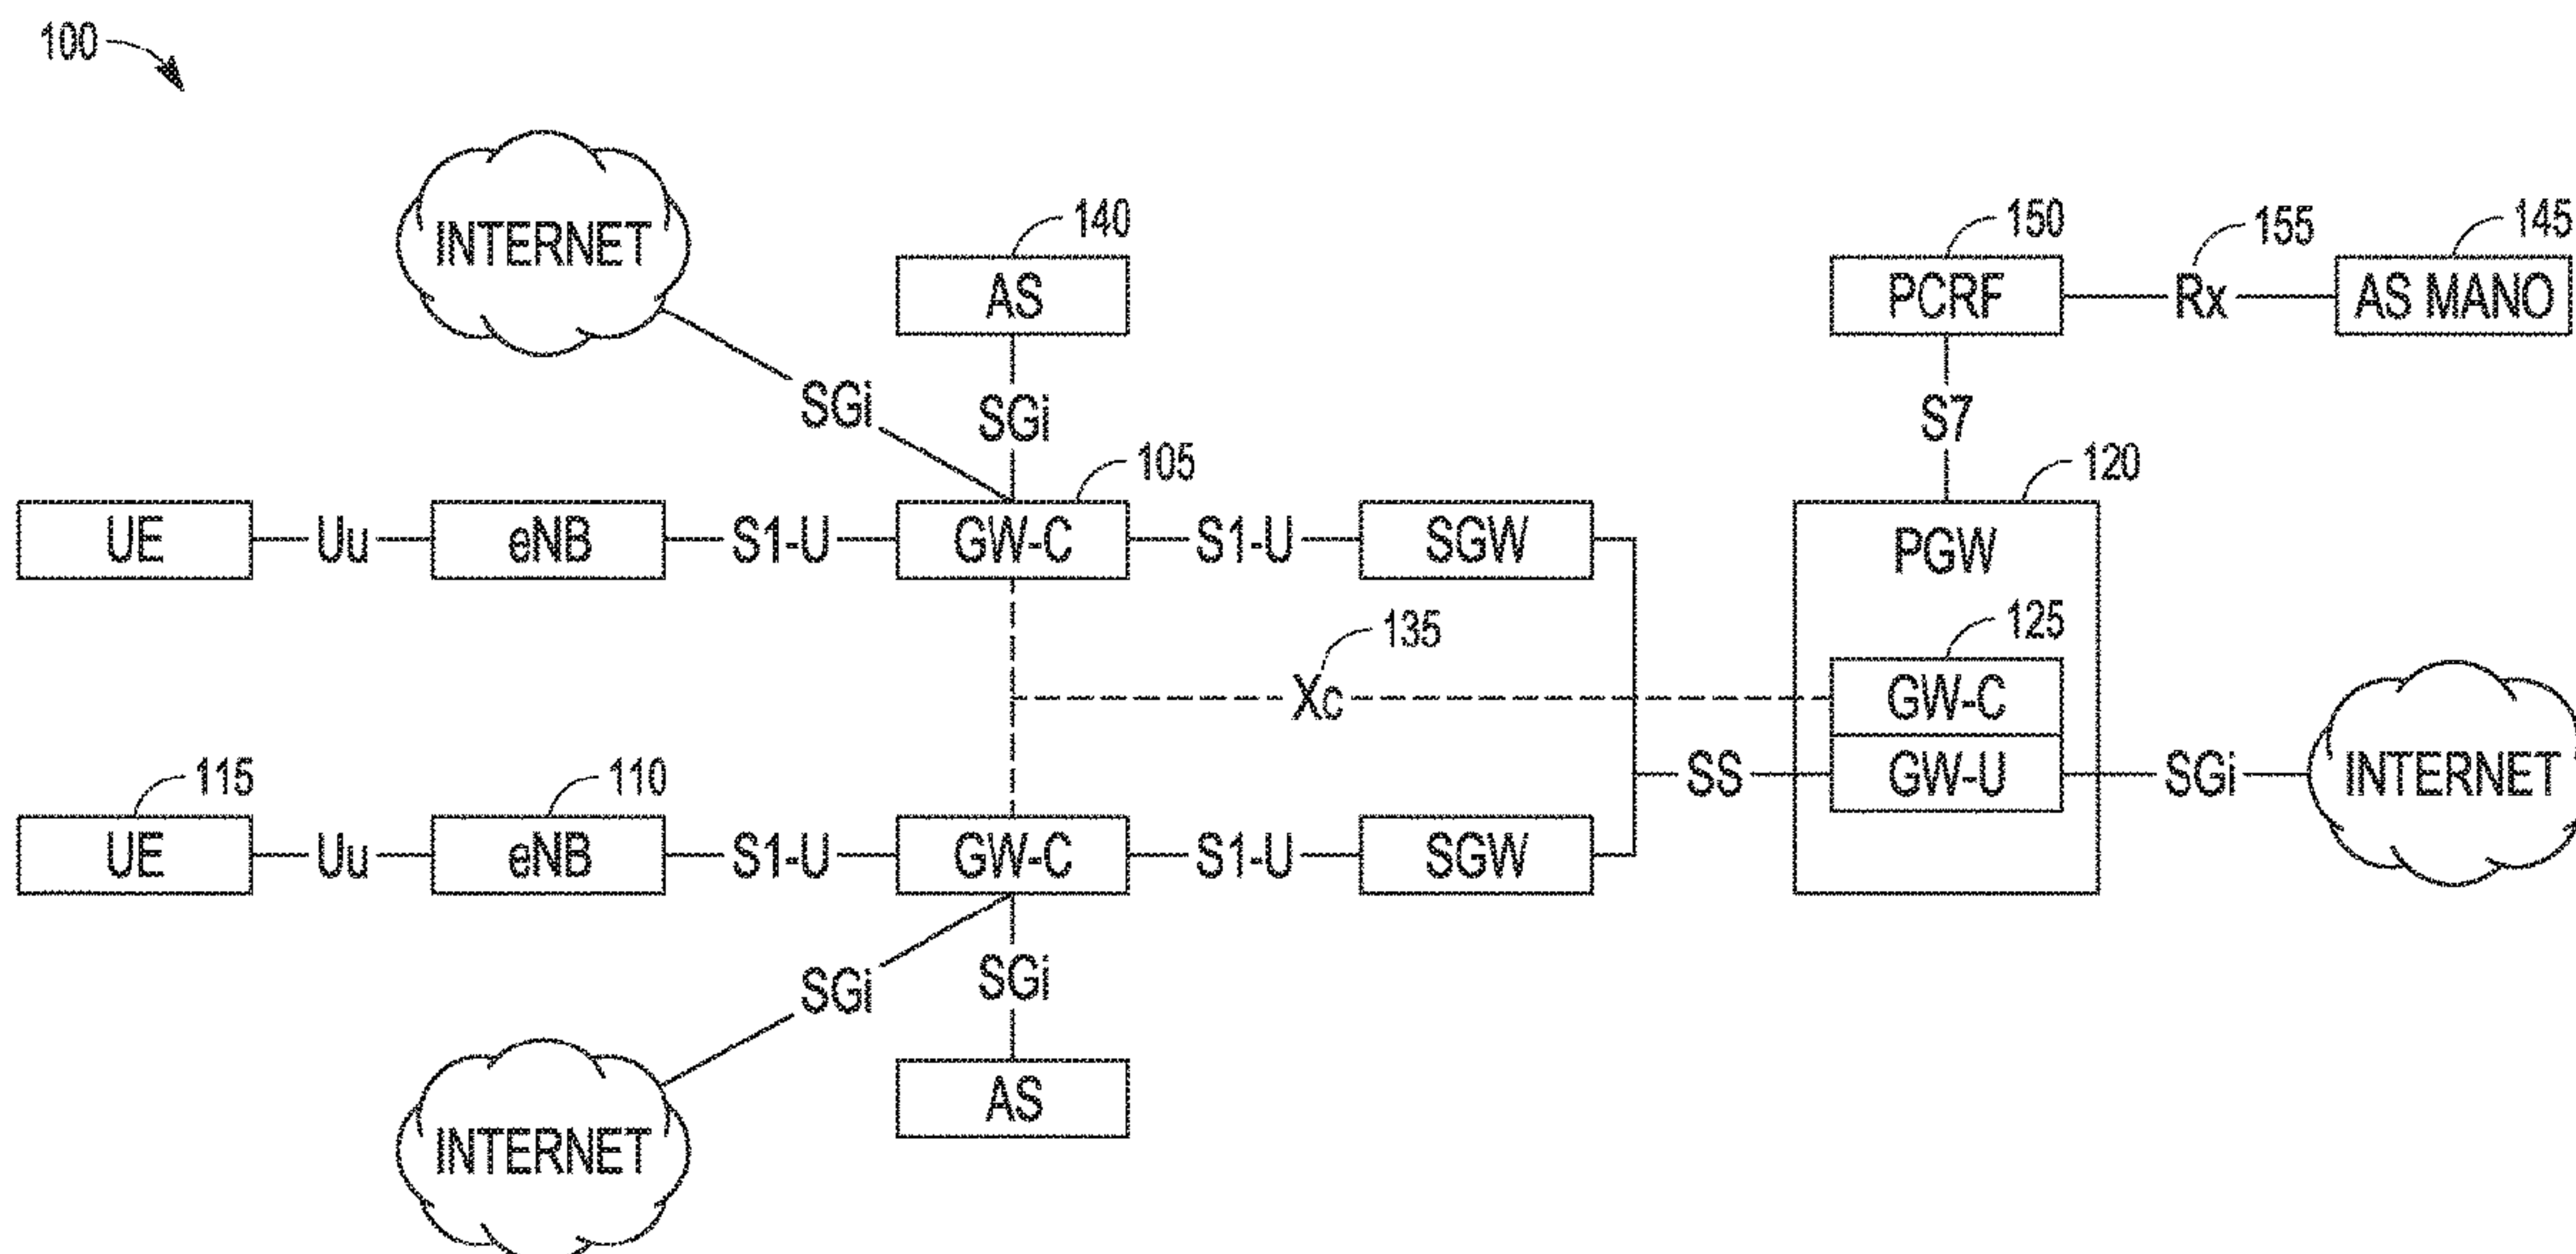 100
140
150
155
145
INTERNET
AS
PCRF
Rx
AS MANO
SGi
SGi
S7
105
120
UE
Uu
eNB
S1-U
GW-C
S1-U
SGW
PGW
135
125
Xc
GW-C
115
110
SS
GW-U
SGi
INTERNET
UE
Uu
eNB
S1-U
GW-C
S1-U
SGW
SGi
SGi
INTERNET
AS